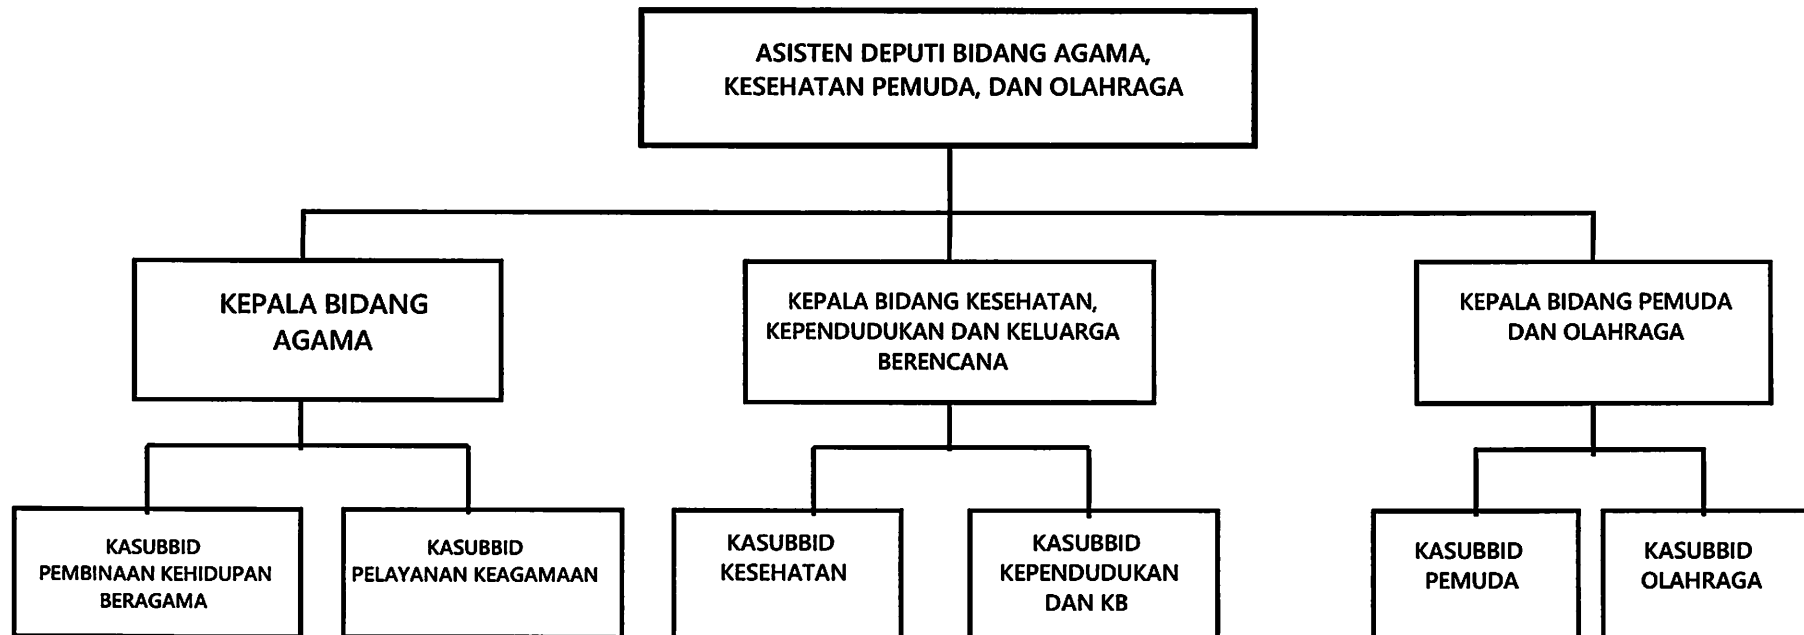 ASISTEN DEPUTI BIDANG AGAMA,
KESEHATAN PEMUDA, DAN OLAHRAGA
KEPALA BIDANG
AGAMA
KEPALA BIDANG KESEHATAN,
KEPENDUDUKAN DAN KELUARGA
BERENCANA
KEPALA BIDANG PEMUDA
DAN OLAHRAGA
KASUBBID
PEMBINAAN KEHIDUPAN
BERAGAMA
KASUBBID
PELAYANAN KEAGAMAAN
KASUBBID
KESEHATAN
KASUBBID
KEPENDUDUKAN
DAN KB
KASUBBID
PEMUDA
KASUBBID
OLAHRAGA